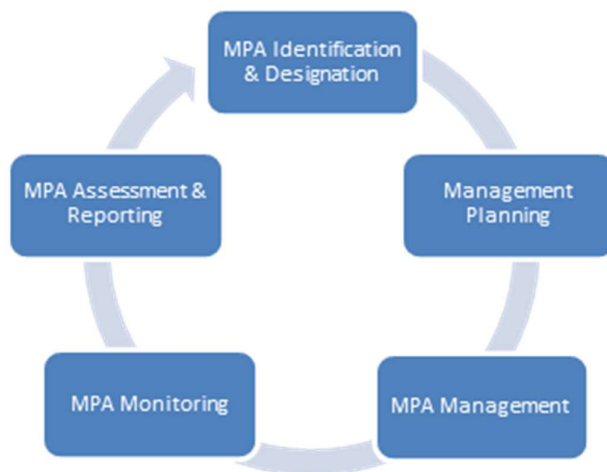 MPA Identification
& Designation
Management
Planning
MPA Management
MPA Monitoring
MPA Assessment &
Reporting